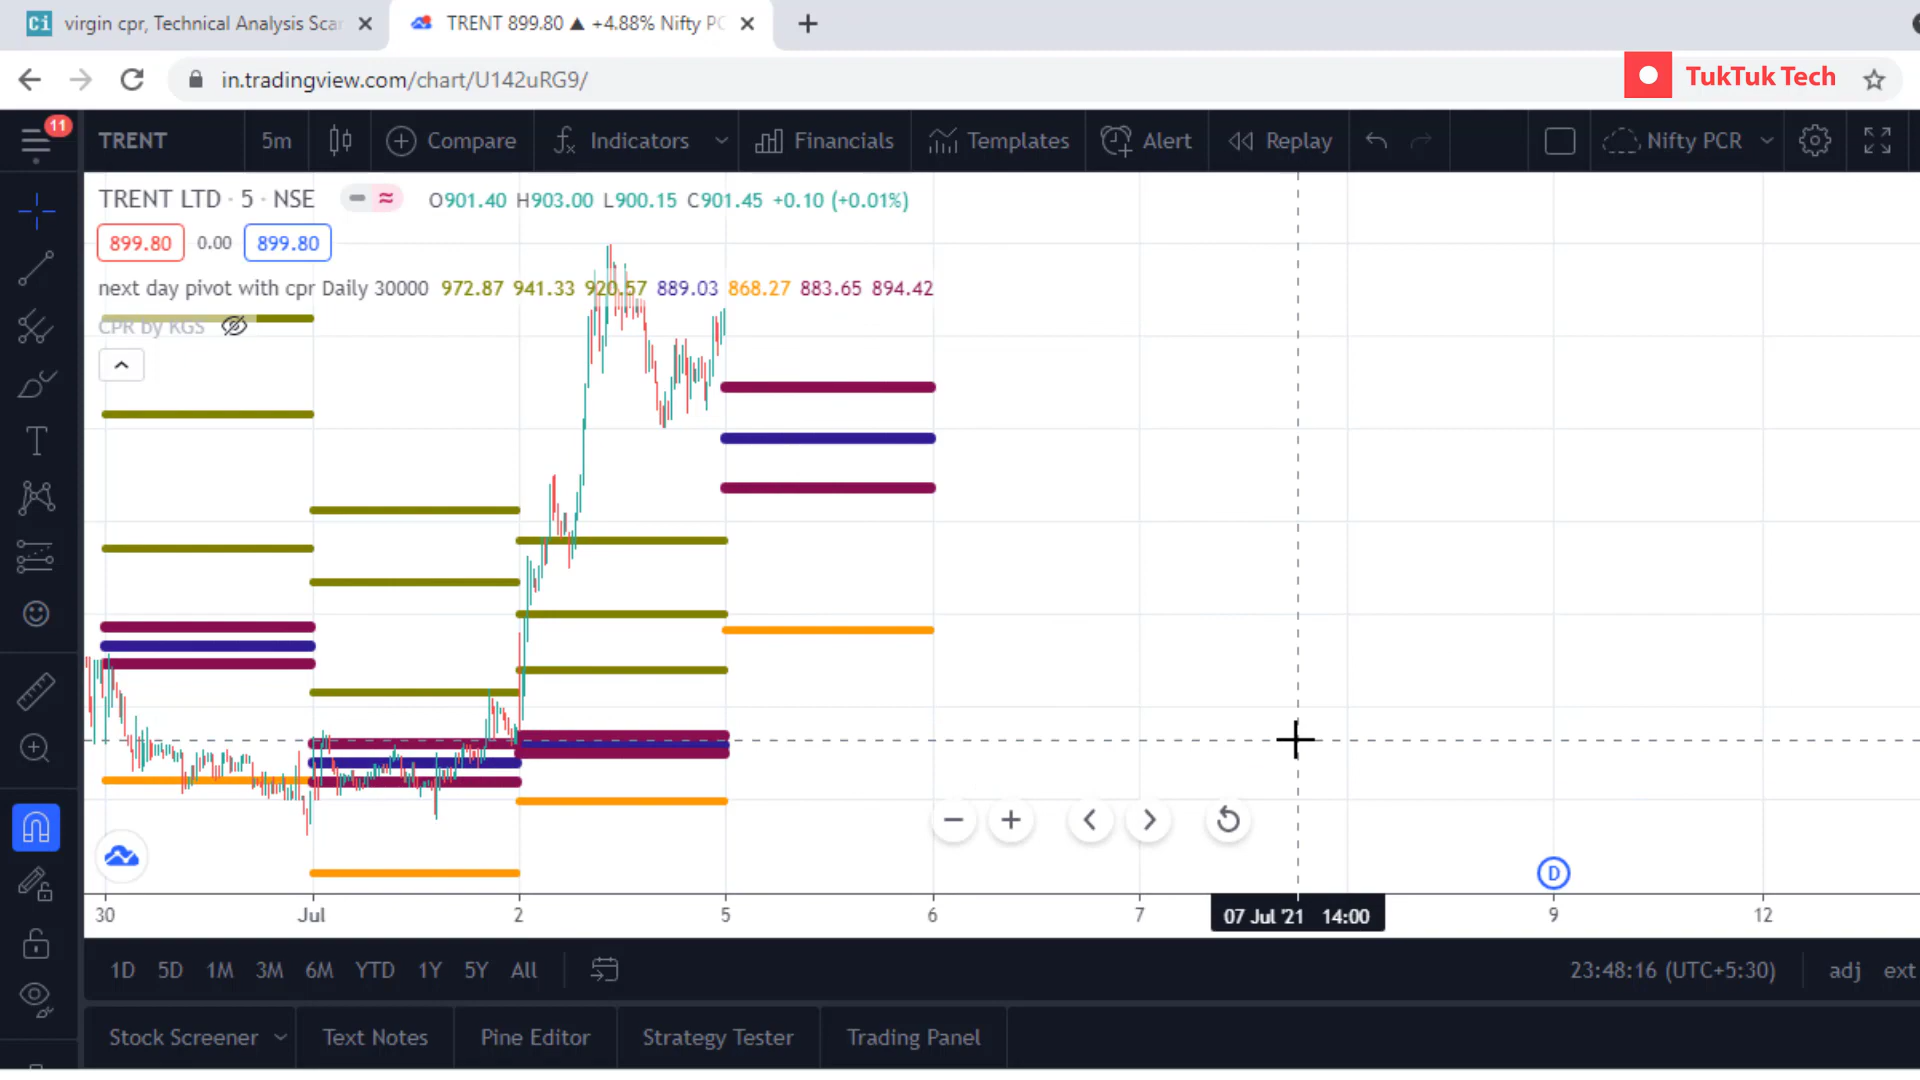 virgin cpr, Technical Analysis Scar
TRENT 899.80 ▲ +4.88% Nifty PC
in.tradingview.com/chart/U142uRG9/
TukTuk Tech
11
TRENT 5m Compare Indicators Financials Templates Alert Replay Nifty PCR
TRENT LTD · 5 · NSE O901.40 H903.00 L900.15 C901.45 +0.10 (+0.01%)
899.80 0.00 899.80
next day pivot with cpr Daily 30000 972.87 941.33 920.57 889.03 868.27 883.65 894.42
CPR by KGS
D
30 Jul 2 5 6 7 07 Jul '21 14:00 9 12
1D 5D 1M 3M 6M YTD 1Y 5Y All 23:48:16 (UTC+5:30) adj ext
Stock Screener Text Notes Pine Editor Strategy Tester Trading Panel